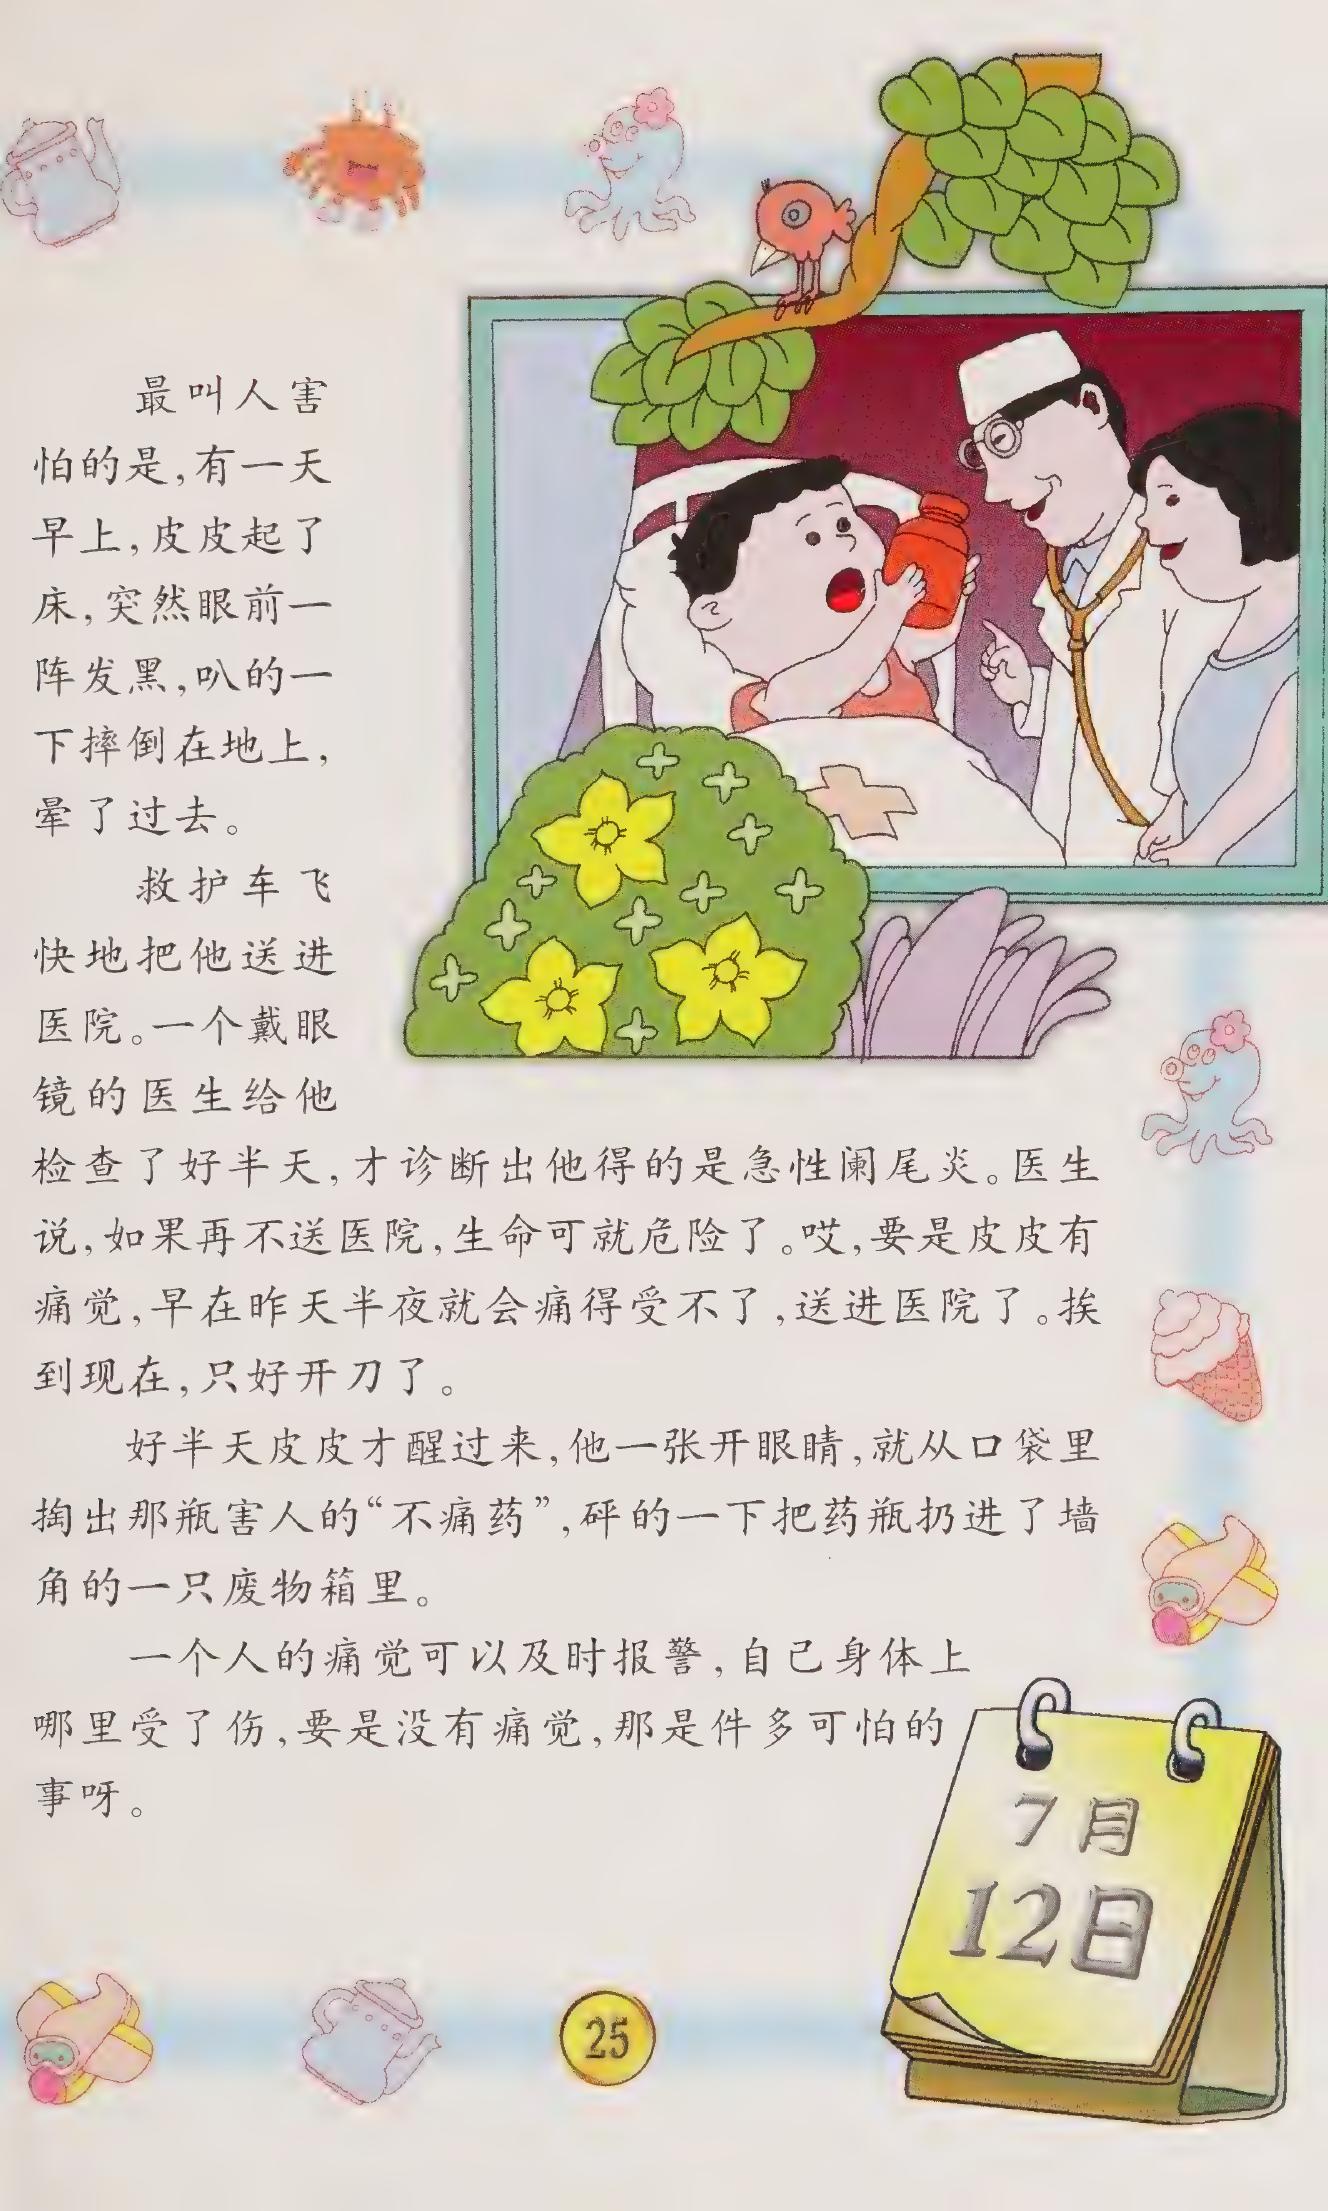 最叫人害
怕的是,有一天
早上,皮皮起了
床,突然眼前一
阵发黑,叭的一
下摔倒在地上,
晕了过去。
救护车飞
快地把他送进
医院。一个戴眼
镜的医生给他
检查了好半天,才诊断出他得的是急性阑尾炎。医生
说,如果再不送医院,生命可就危险了。哎,要是皮皮有
痛觉,早在昨天半夜就会痛得受不了,送进医院了。挨
到现在,只好开刀了。
好半天皮皮才醒过来,他一张开眼睛,就从口袋里
掏出那瓶害人的“不痛药”,砰的一下把药瓶扔进了墙
角的一只废物箱里。
一个人的痛觉可以及时报警,自己身体上
哪里受了伤,要是没有痛觉,那是件多可怕的
事呀。
7月
12日
25